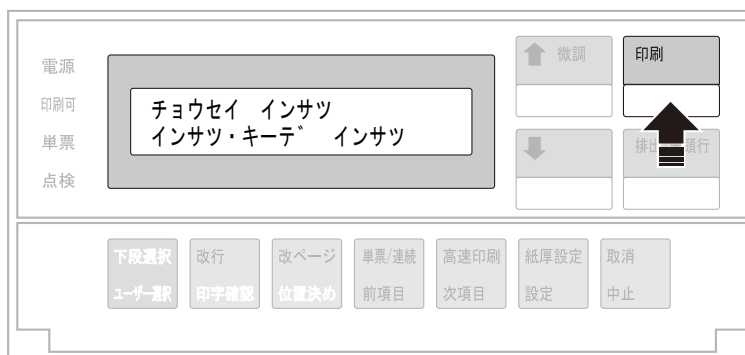 電源
印刷可
単票
点検
チョウセイ インサツ
インサツ・キーデ インサツ
微調
印刷
排出 頭行
下段選択
ユーザー選択
改行
印字確認
改ページ
位置決め
単票/連続
前項目
高速印刷
次項目
紙厚設定
設定
取消
中止